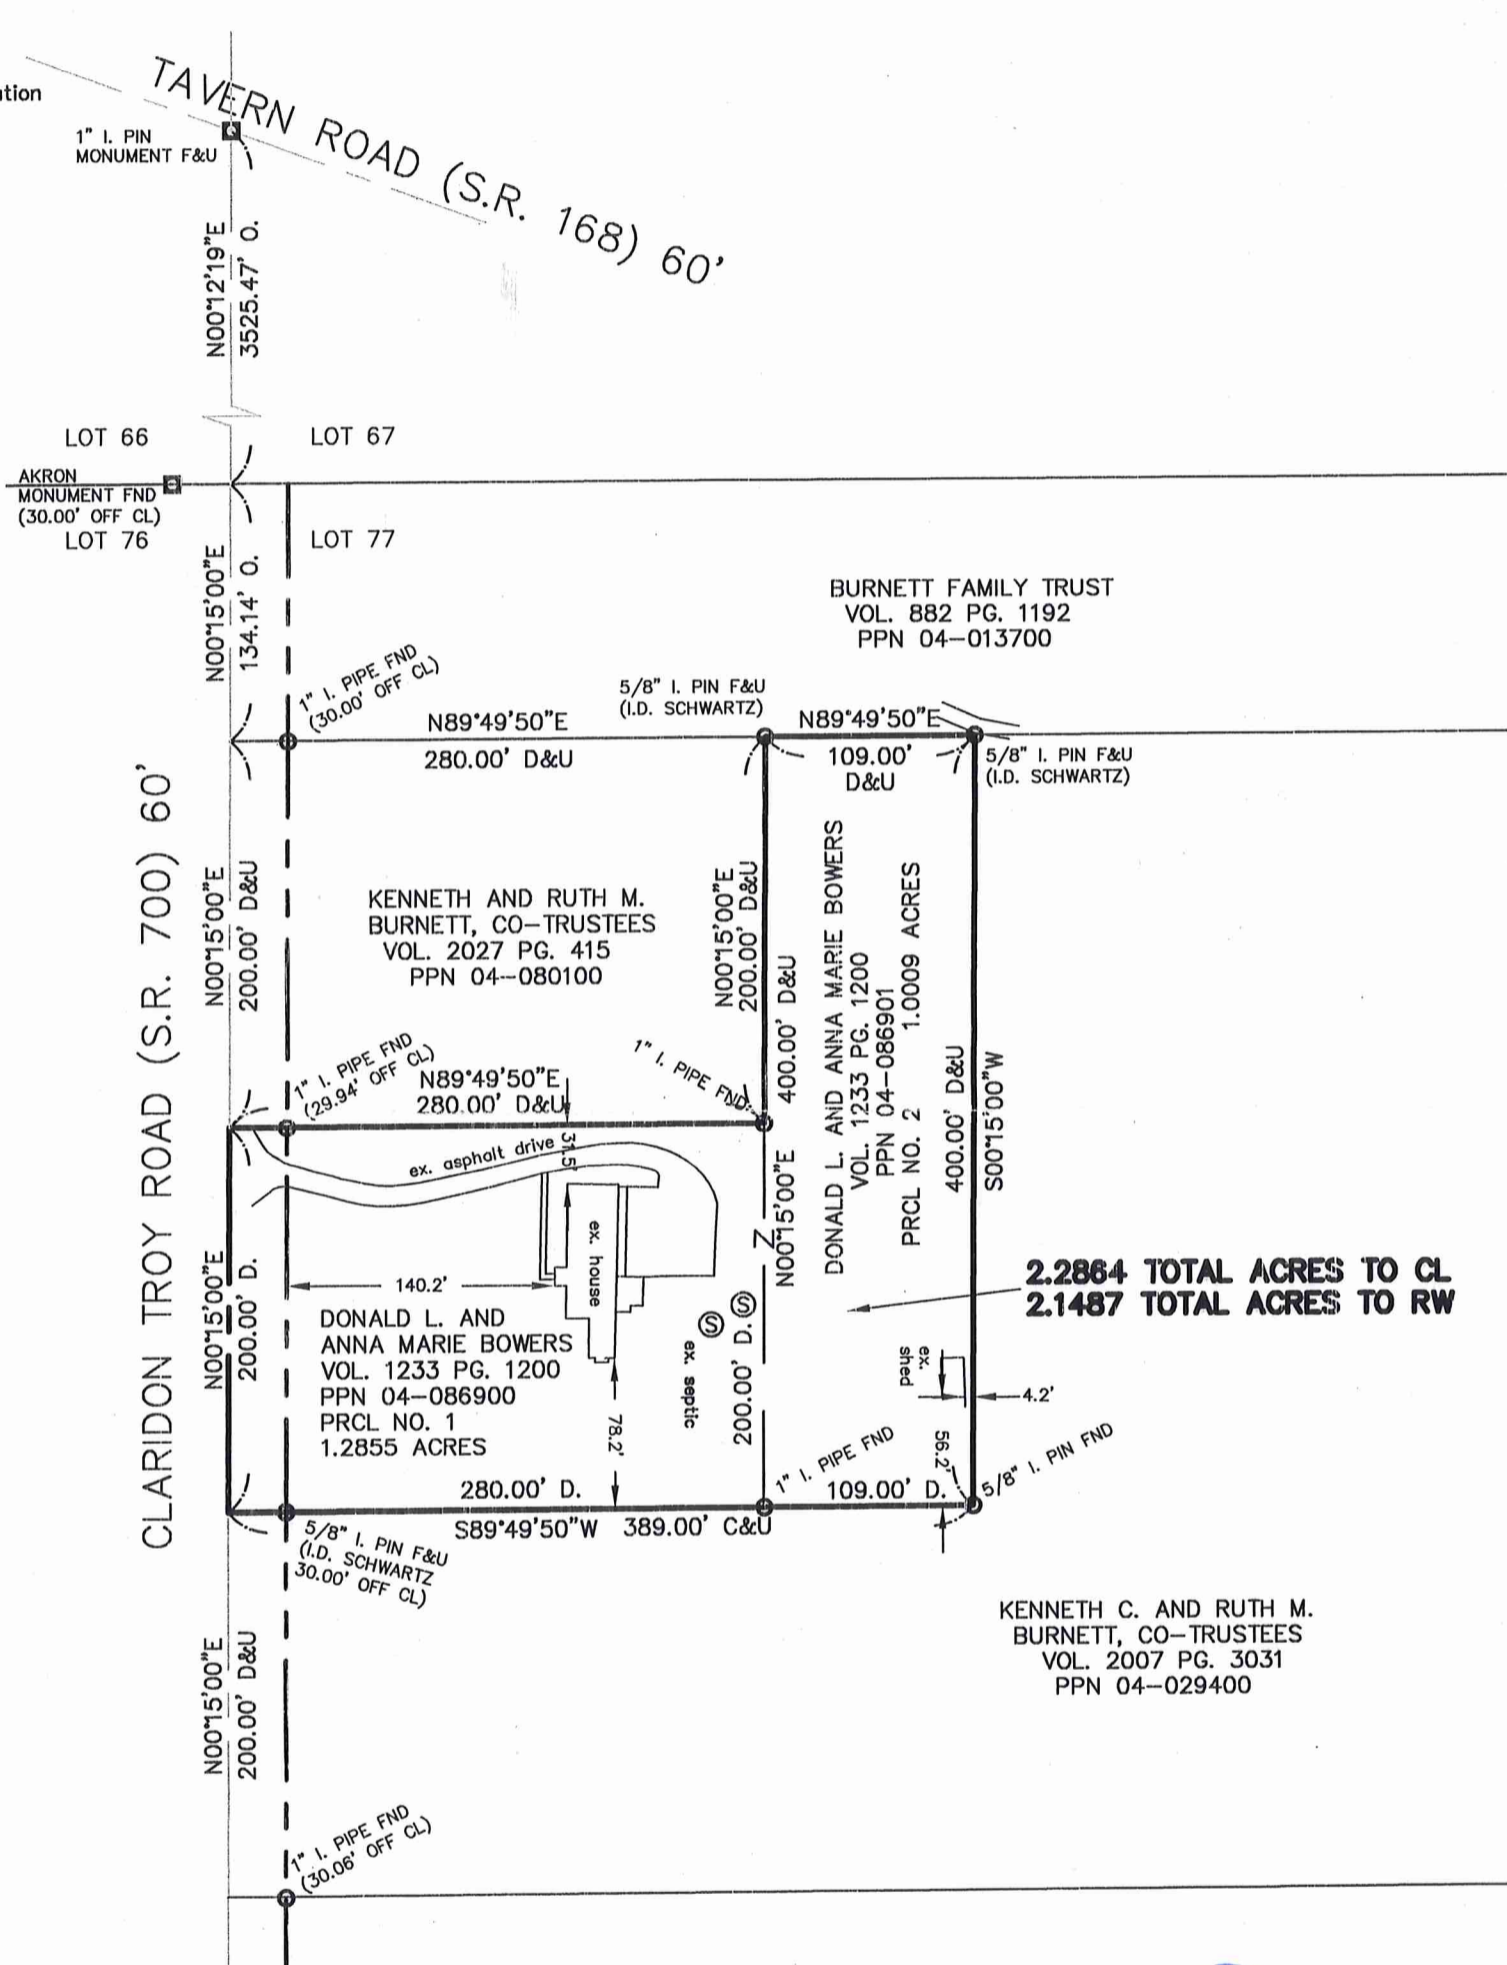 TAVERN ROAD (S.R. 168) 60'
1" I. PIN
MONUMENT F&U
N00°12'19"E
3525.47' O.
LOT 66
LOT 67
AKRON
MONUMENT FND
(30.00' OFF CL)
LOT 76
LOT 77
N00°15'00"E
134.14' O.
BURNETT FAMILY TRUST
VOL. 882 PG. 1192
PPN 04-013700
1" I. PIPE FND
(30.00' OFF CL)
5/8" I. PIN F&U
(I.D. SCHWARTZ)
N89°49'50"E
280.00' D&U
N89°49'50"E
109.00'
D&U
5/8" I. PIN F&U
(I.D. SCHWARTZ)
CLARIDON TROY ROAD (S.R. 700) 60'
N00°15'00"E
200.00' D&U
KENNETH AND RUTH M.
BURNETT, CO-TRUSTEES
VOL. 2027 PG. 415
PPN 04-080100
N00°15'00"E
200.00' D&U
400.00' D&U
N00°15'00"E
DONALD L. AND ANNA MARIE BOWERS
VOL. 1233 PG. 1200
PPN 04-086901
PRCL NO. 2 1.0009 ACRES
400.00' D&U
S00°15'00"W
1" I. PIPE FND
(29.94' OFF CL)
N89°49'50"E
280.00' D&U
1" I. PIPE FND
31.5'
ex. asphalt drive
ex. house
140.2'
Z
N00°15'00"E
200.00' D.
DONALD L. AND
ANNA MARIE BOWERS
VOL. 1233 PG. 1200
PPN 04-086900
PRCL NO. 1
1.2855 ACRES
S
S
ex. septic
200.00' D.
2.2864 TOTAL ACRES TO CL
2.1487 TOTAL ACRES TO RW
ex.
shed
4.2'
78.2'
56.2'
1" I. PIPE FND
5/8" I. PIN FND
280.00' D.
109.00' D.
S89°49'50"W 389.00' C&U
5/8" I. PIN F&U
(I.D. SCHWARTZ
30.00' OFF CL)
N00°15'00"E
200.00' D&U
KENNETH C. AND RUTH M.
BURNETT, CO-TRUSTEES
VOL. 2007 PG. 3031
PPN 04-029400
1" I. PIPE FND
(30.06' OFF CL)